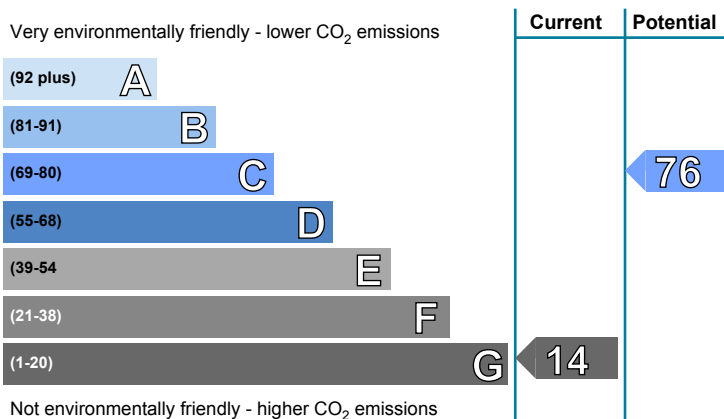 Current Potential
Very environmentally friendly - lower CO2 emissions
(92 plus) A
(81-91) B
(69-80) C 76
(55-68) D
(39-54 E
(21-38) F
(1-20) G 14
Not environmentally friendly - higher CO2 emissions